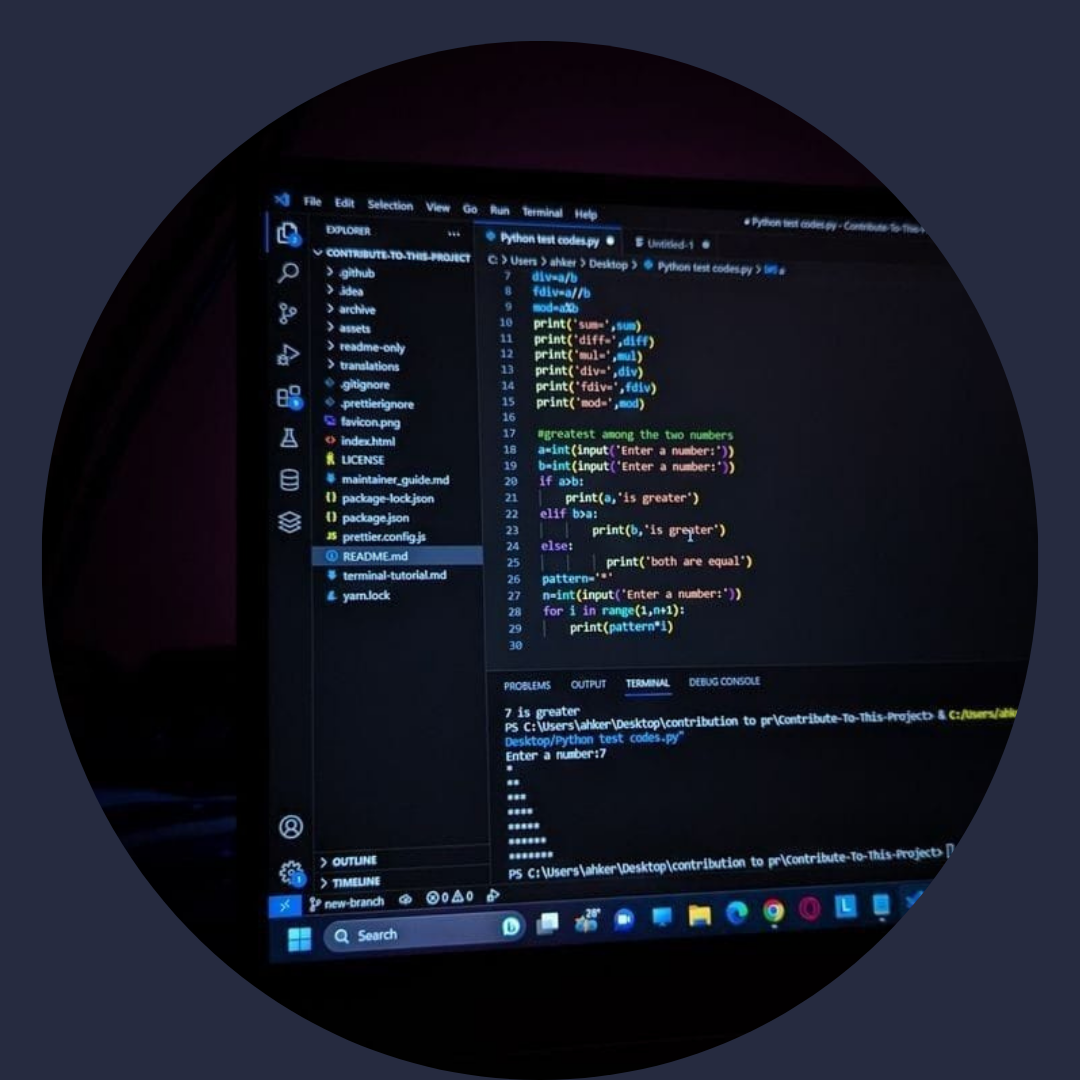 File Edit Selection View Go Run Terminal Help
Python test codes.py - Contribute-To-This-
EXPLORER
CONTRIBUTE-TO-THIS-PROJECT
.github
.idea
archive
assets
readme-only
translations
.gitignore
.prettierignore
favicon.png
index.html
LICENSE
maintainer_guide.md
package-lock.json
package.json
prettier.config.js
README.md
terminal-tutorial.md
yarn.lock
OUTLINE
TIMELINE
Python test codes.py Untitled-1
C: > Users > ahker > Desktop > Python test codes.py > a
7 div=a/b
8 fdiv=a//b
9 mod=a%b
10 print('sum=',sum)
11 print('diff=',diff)
12 print('mul=',mul)
13 print('div=',div)
14 print('fdiv=',fdiv)
15 print('mod=',mod)
16
17 #greatest among the two numbers
18 a=int(input('Enter a number:'))
19 b=int(input('Enter a number:'))
20 if a>b:
21 print(a,'is greater')
22 elif b>a:
23 print(b,'is greater')
24 else:
25 print('both are equal')
26 pattern='*'
27 n=int(input('Enter a number:'))
28 for i in range(1,n+1):
29 print(pattern*i)
30
PROBLEMS OUTPUT TERMINAL DEBUG CONSOLE
7 is greater
PS C:\Users\ahker\Desktop\contribution to pr\Contribute-To-This-Project> & C:/Users/ahk
Desktop/Python test codes.py"
Enter a number:7
*
**
***
****
*****
******
*******
PS C:\Users\ahker\Desktop\contribution to pr\Contribute-To-This-Project>
new-branch 0 0
Search 28°